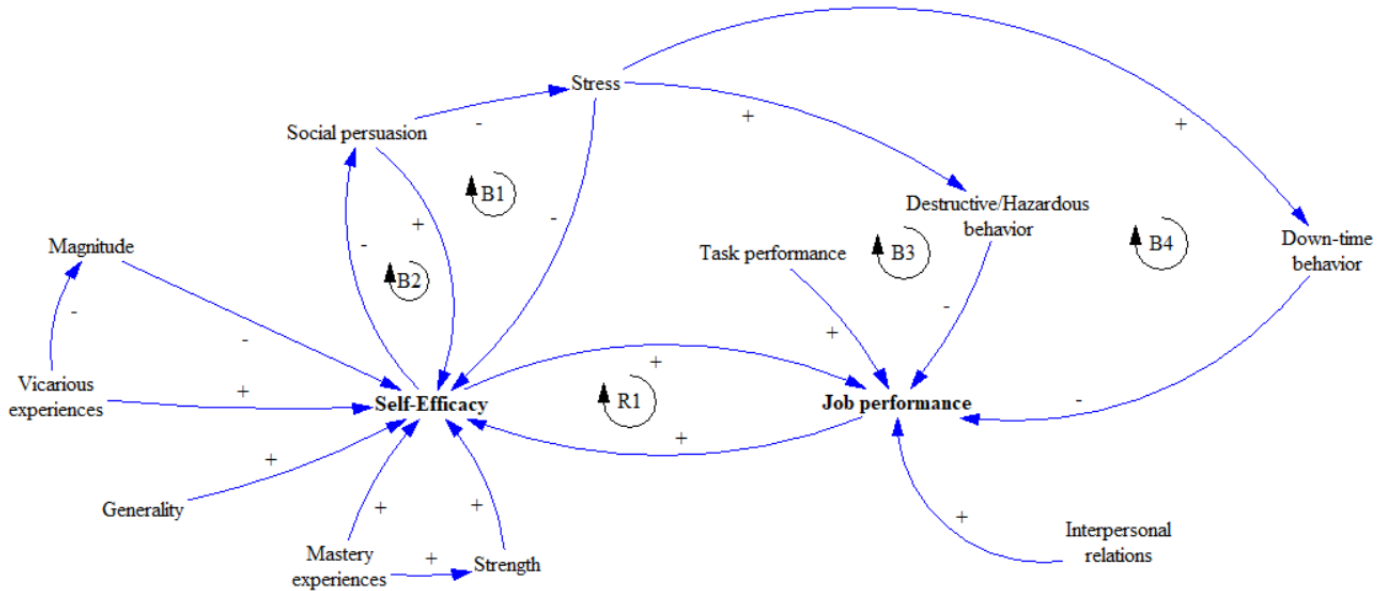 Stress
-
+
+
Social persuasion
B1
-
+
-
B2
Destructive/Hazardous
behavior
Task performance
B3
B4
Down-time
behavior
Magnitude
-
-
-
+
Vicarious
experiences
+
Self-Efficacy
+
R1
+
Job performance
-
+
Generality
+
+
+
Mastery
experiences
Strength
+
Interpersonal
relations